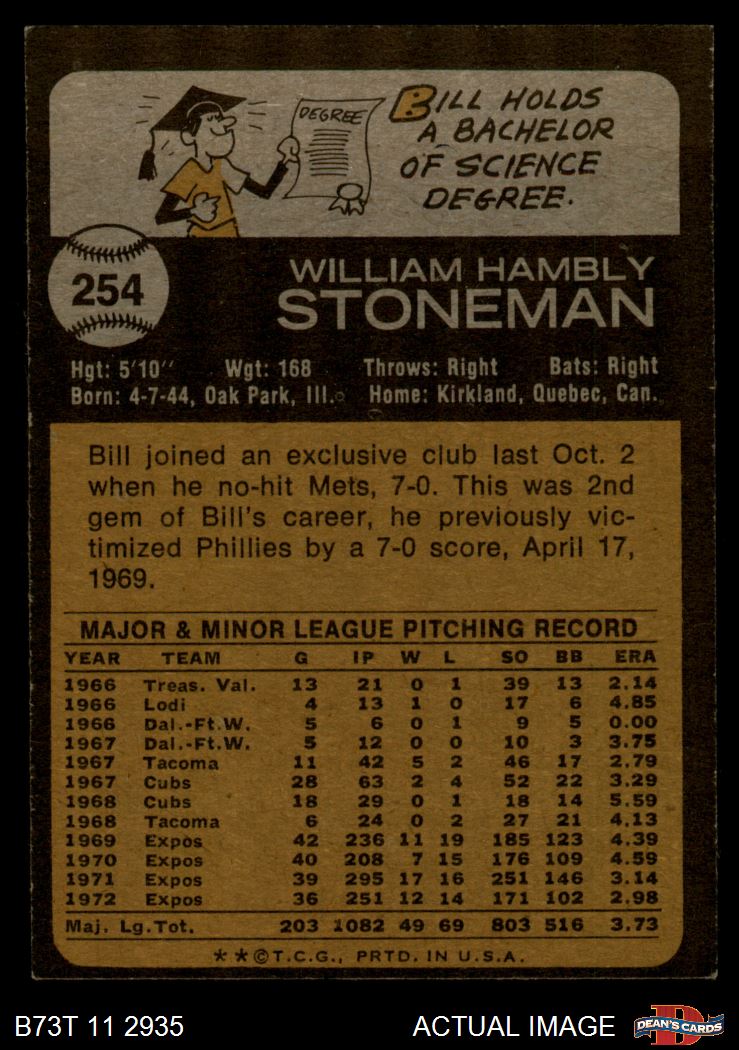 DEGREE
BILL HOLDS
A BACHELOR
OF SCIENCE
DEGREE.
254
WILLIAM HAMBLY
STONEMAN
Hgt: 5'10'' Wgt: 168 Throws: Right Bats: Right
Born: 4-7-44, Oak Park, Ill. Home: Kirkland, Quebec, Can.
Bill joined an exclusive club last Oct. 2
when he no-hit Mets, 7-0. This was 2nd
gem of Bill's career, he previously vic-
timized Phillies by a 7-0 score, April 17,
1969.
MAJOR & MINOR LEAGUE PITCHING RECORD
YEAR TEAM G IP W L SO BB ERA
1966 Treas. Val. 13 21 0 1 39 13 2.14
1966 Lodi 4 13 1 0 17 6 4.85
1966 Dal.-Ft.W. 5 6 0 1 9 5 0.00
1967 Dal.-Ft.W. 5 12 0 0 10 3 3.75
1967 Tacoma 11 42 5 2 46 17 2.79
1967 Cubs 28 63 2 4 52 22 3.29
1968 Cubs 18 29 0 1 18 14 5.59
1968 Tacoma 6 24 0 2 27 21 4.13
1969 Expos 42 236 11 19 185 123 4.39
1970 Expos 40 208 7 15 176 109 4.59
1971 Expos 39 295 17 16 251 146 3.14
1972 Expos 36 251 12 14 171 102 2.98
Maj. Lg.Tot. 203 1082 49 69 803 516 3.73
**©T.C.G., PRTD. IN U.S.A.
B73T 11 2935 ACTUAL IMAGE D DEAN'S CARDS